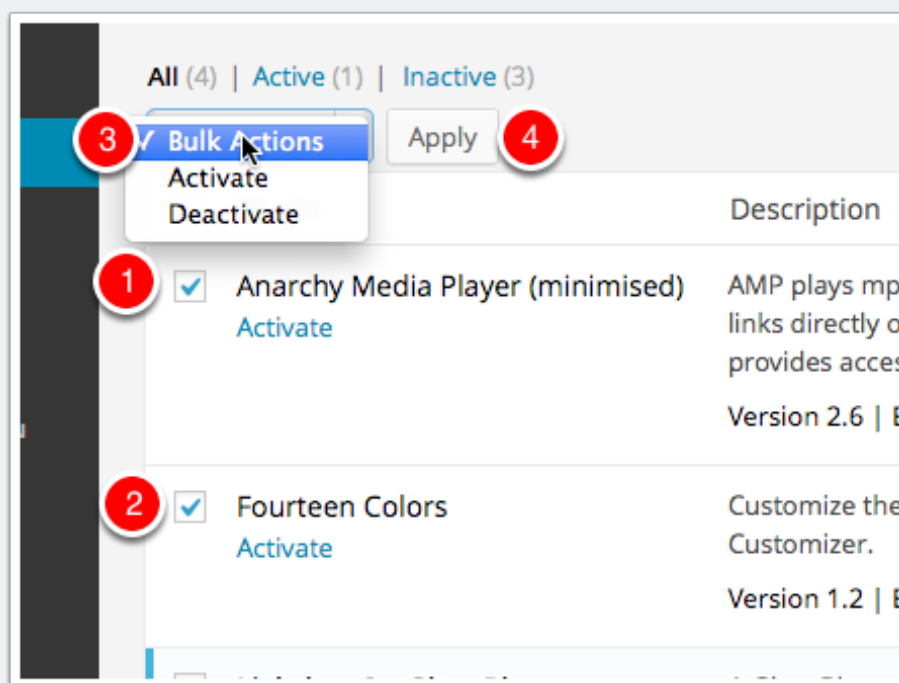 All (4) | Active (1) | Inactive (3)
3 ✓ Bulk Actions Apply 4
Activate
Deactivate
Description
1 Anarchy Media Player (minimised)
Activate
AMP plays mp
links directly o
provides acces
Version 2.6 |
2 Fourteen Colors
Activate
Customize the
Customizer.
Version 1.2 |